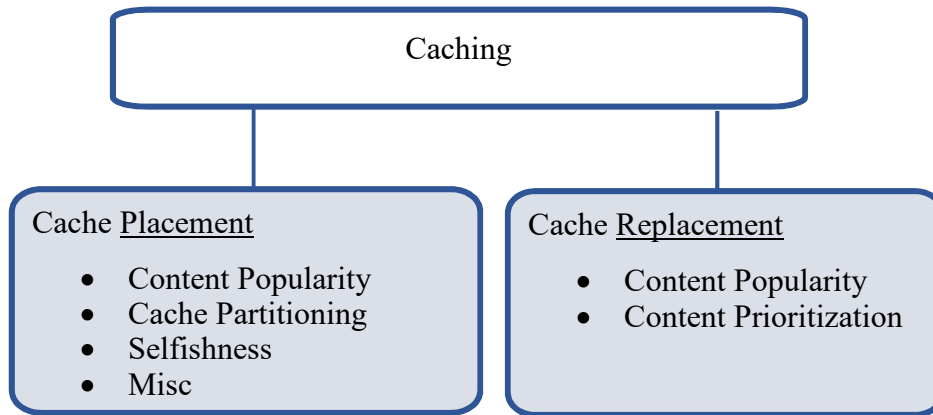 Caching
Cache Placement
• Content Popularity
• Cache Partitioning
• Selfishness
• Misc
Cache Replacement
• Content Popularity
• Content Prioritization